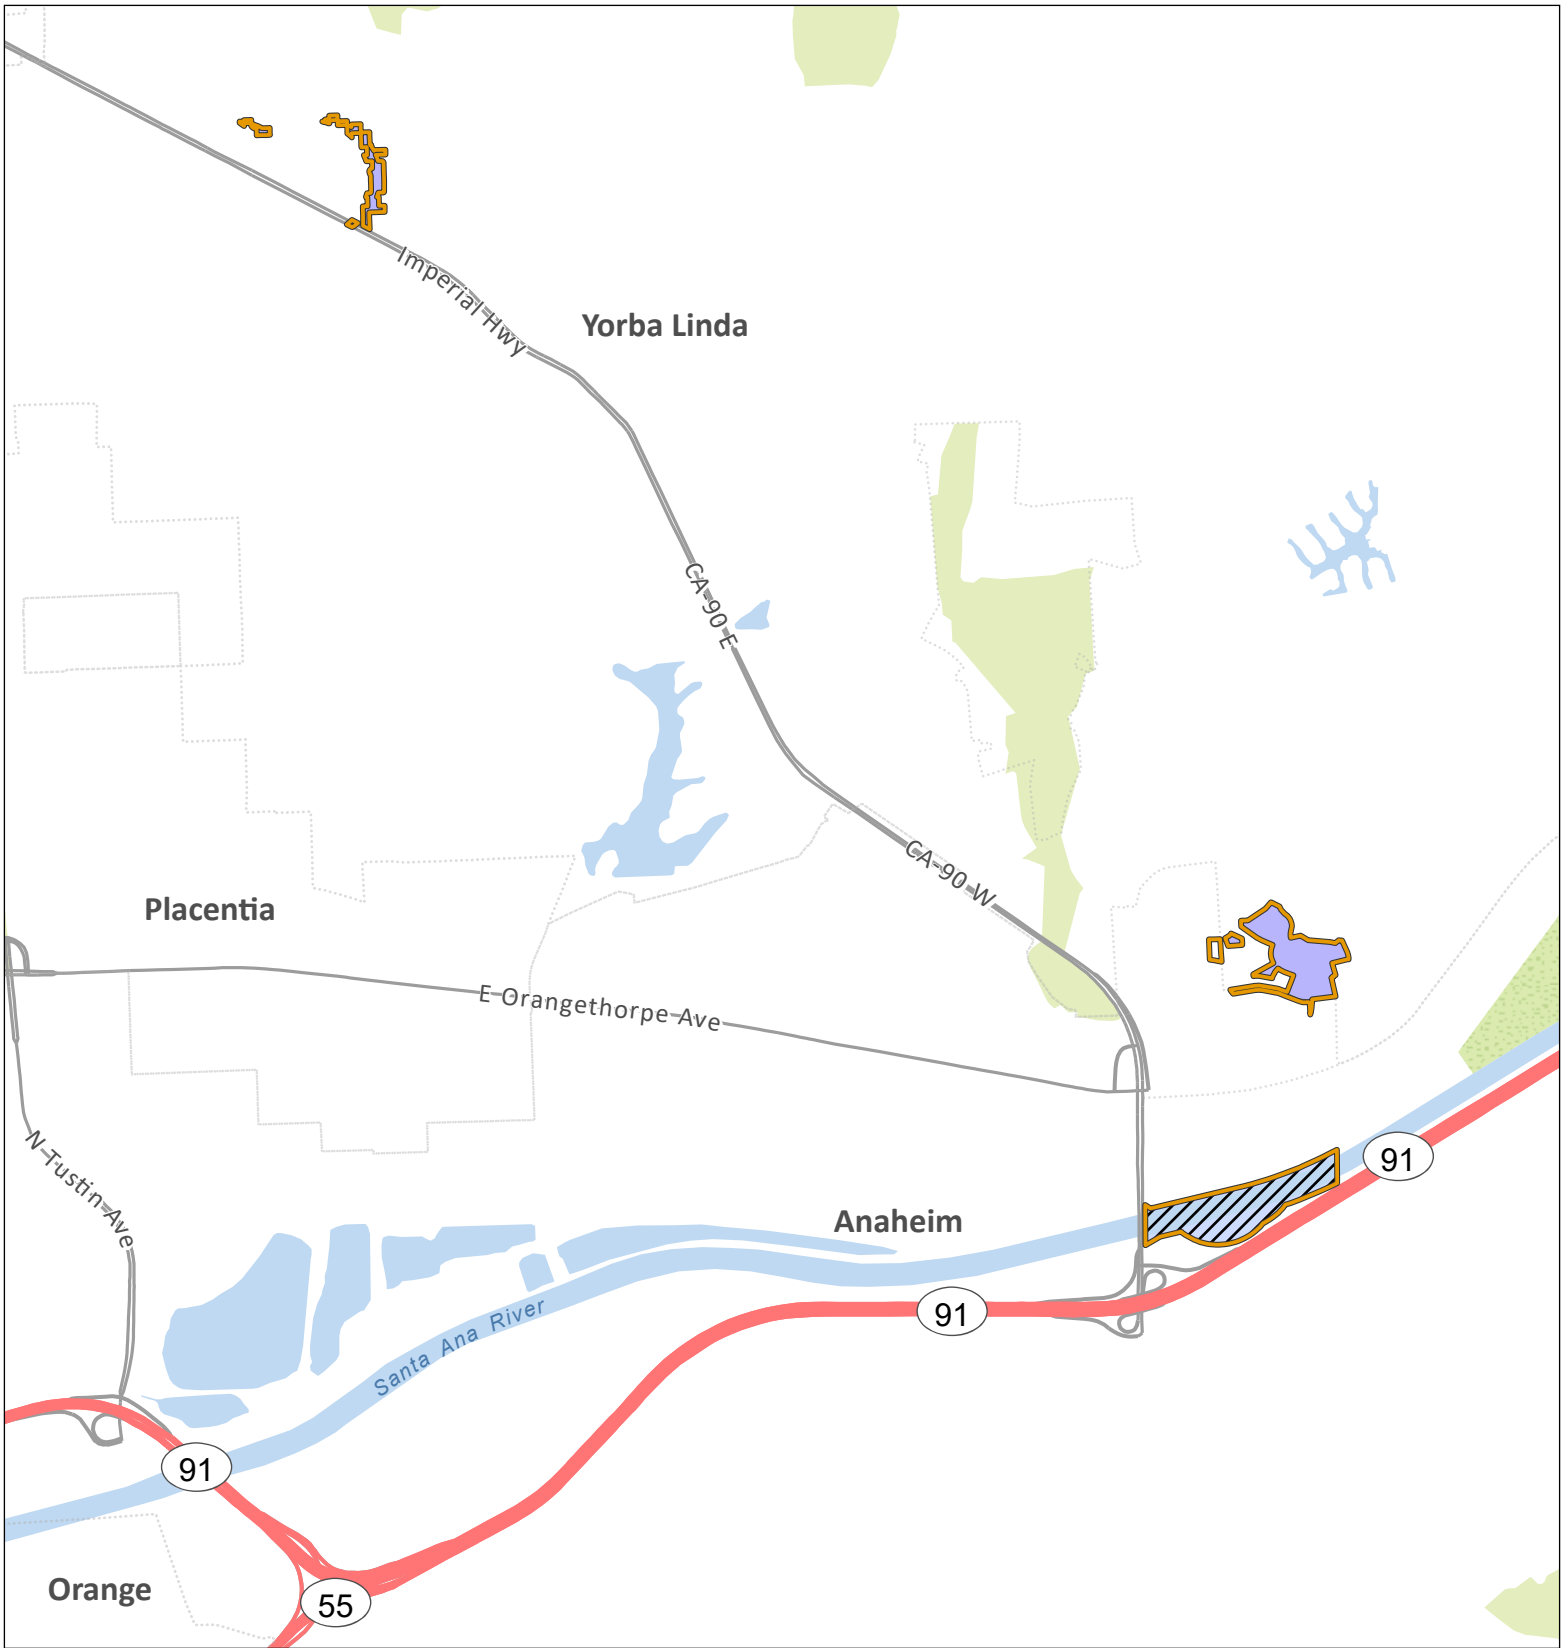 Imperial Hwy
Yorba Linda
CA-90 E
CA-90 W
Placentia
E Orangethorpe Ave
N Tustin Ave
91
Anaheim
91
Santa Ana River
91
Orange
55